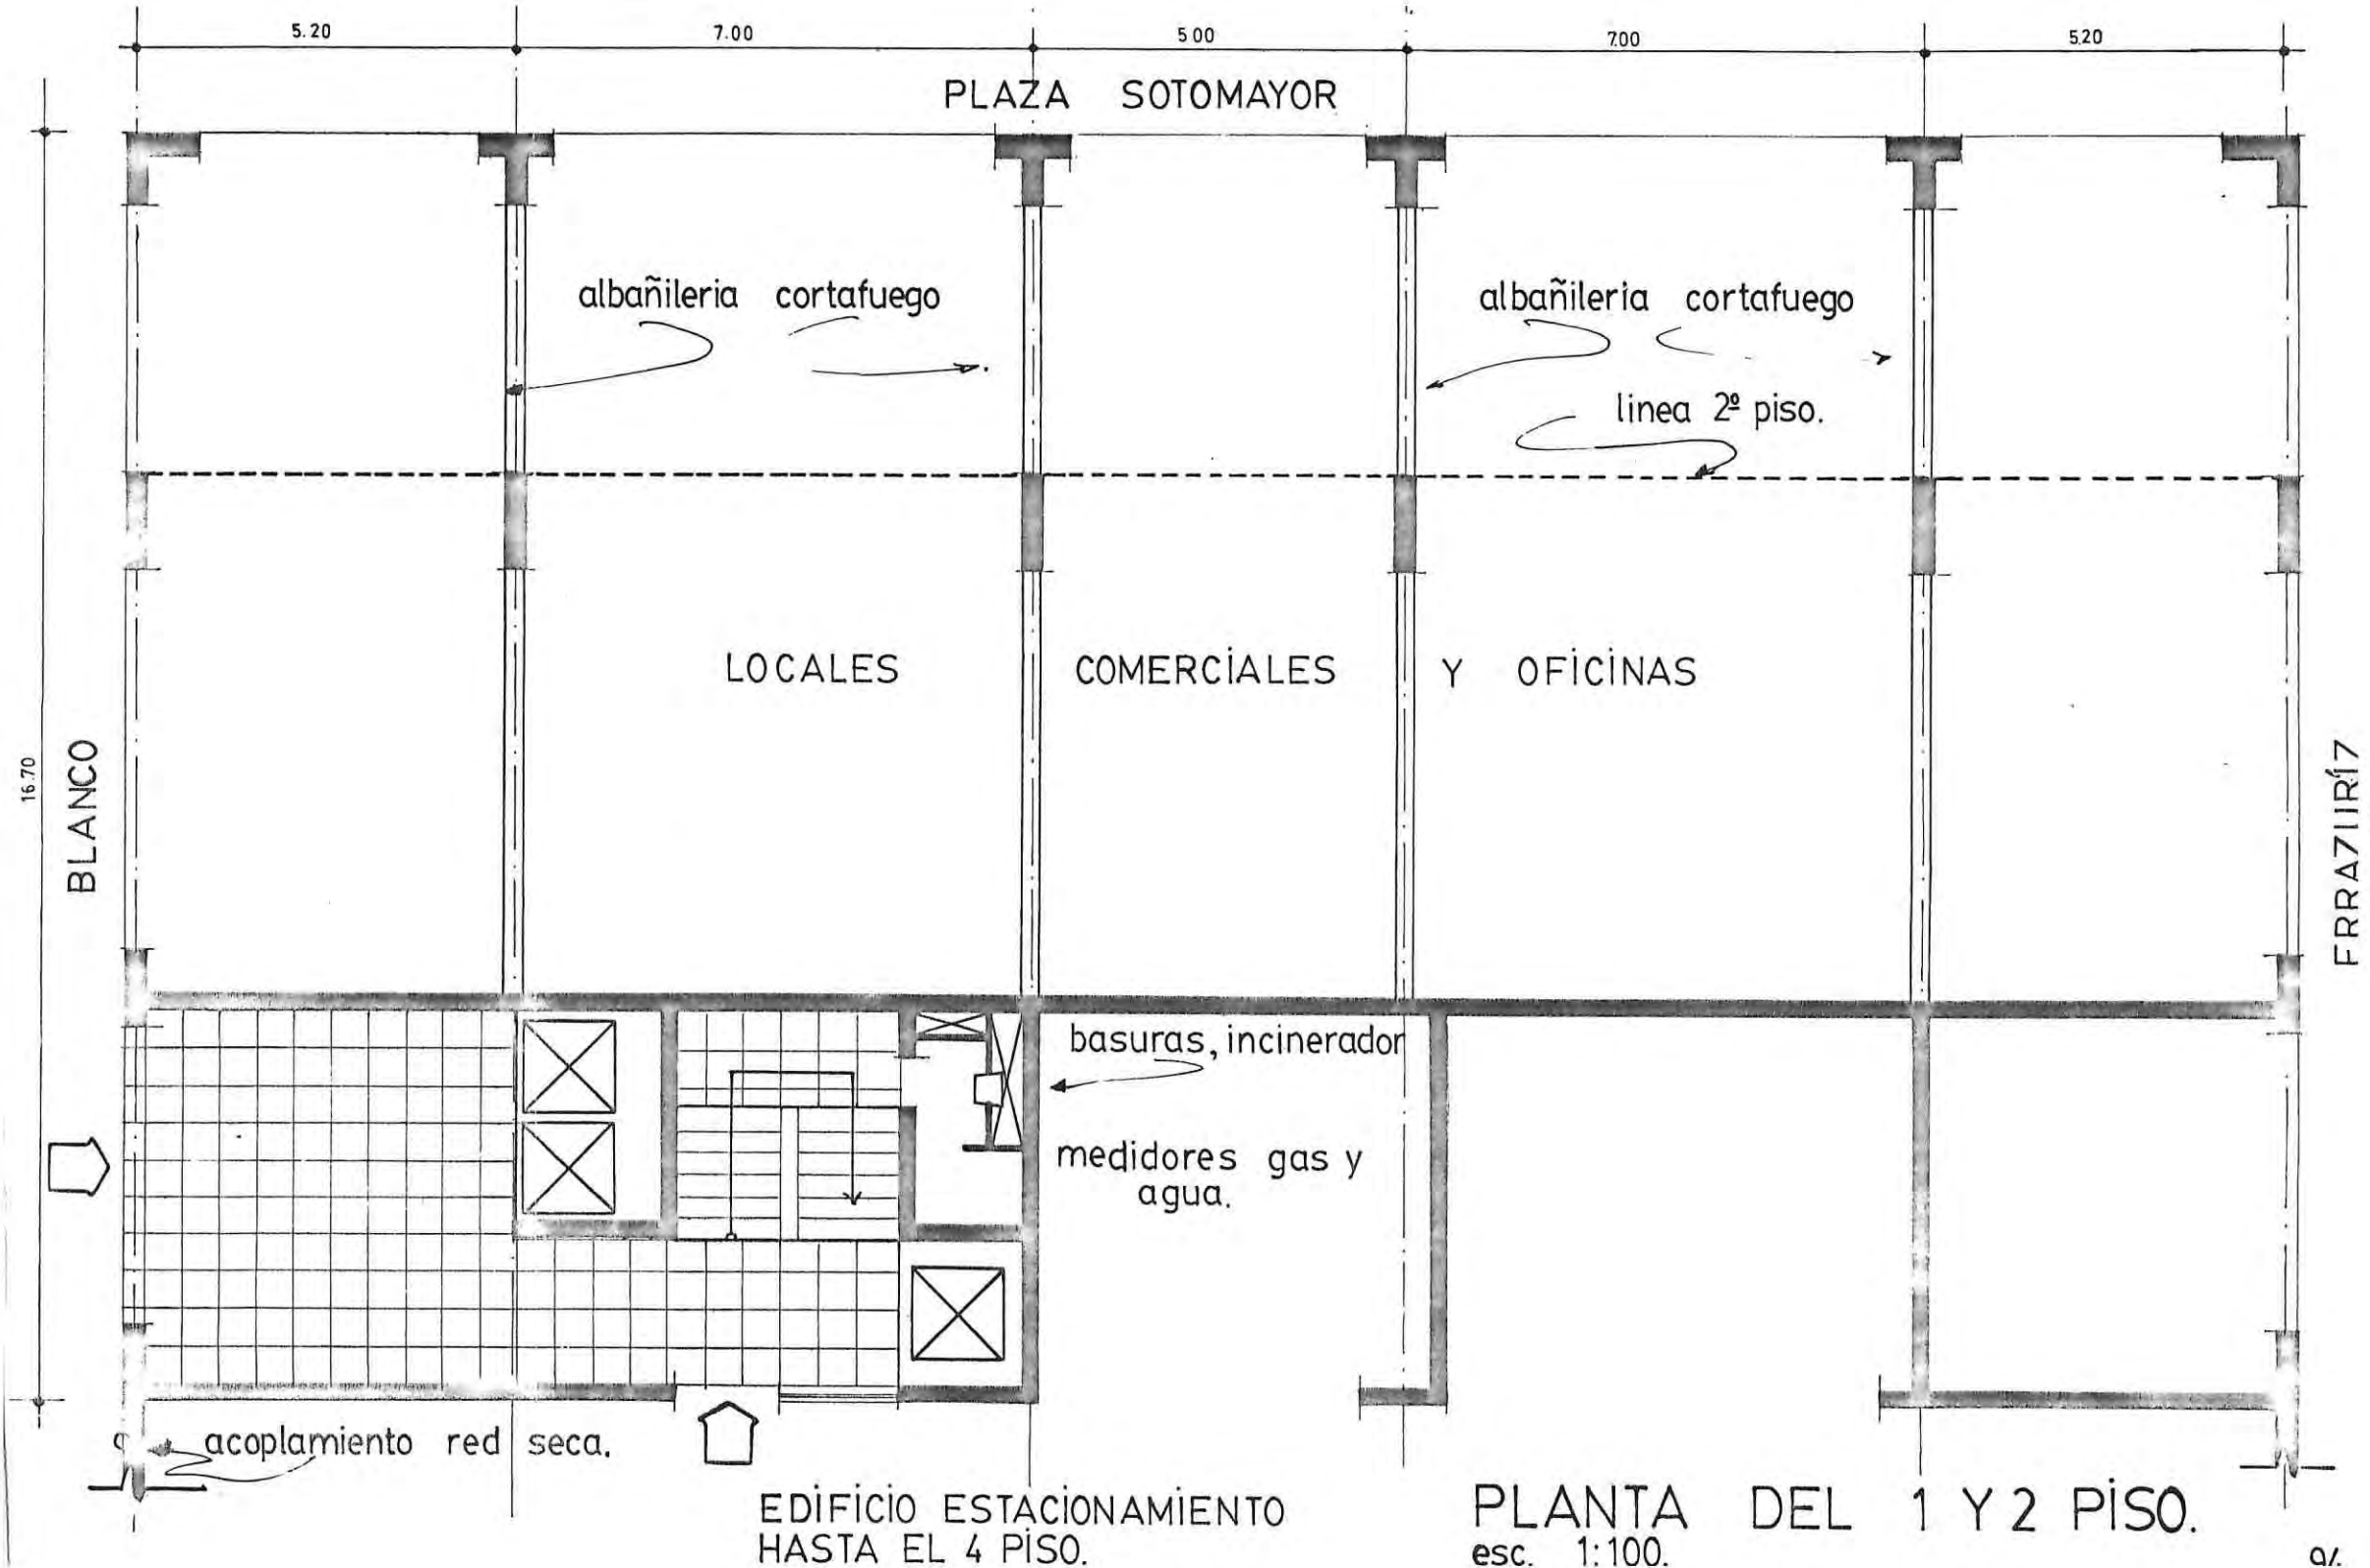 5.20 7.00 5 00 7.00 5.20
PLAZA SOTOMAYOR
albañileria cortafuego
albañileria cortafuego
linea 2º piso.
LOCALES COMERCIALES Y OFICINAS
16.70
BLANCO
basuras, incinerador
medidores gas y
agua.
acoplamiento red seca.
EDIFICIO ESTACIONAMIENTO
HASTA EL 4 PISO.
PLANTA DEL 1 Y 2 PISO.
esc. 1:100.